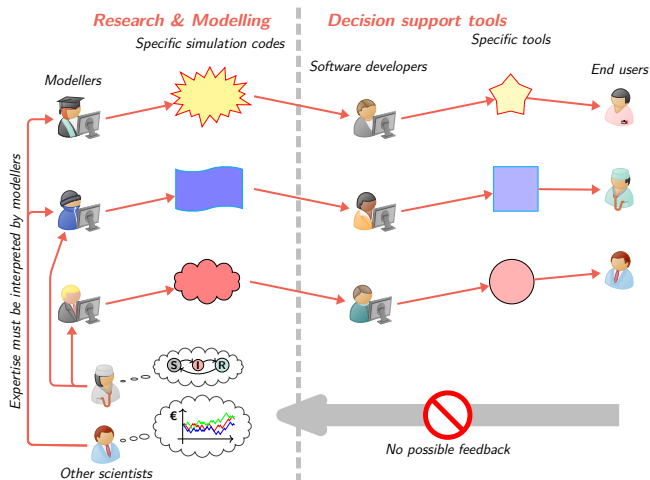 Research & Modelling
Decision support tools
Specific simulation codes
Specific tools
Modellers
Software developers
End users
Expertise must be interpreted by modellers
S I R
€
No possible feedback
Other scientists